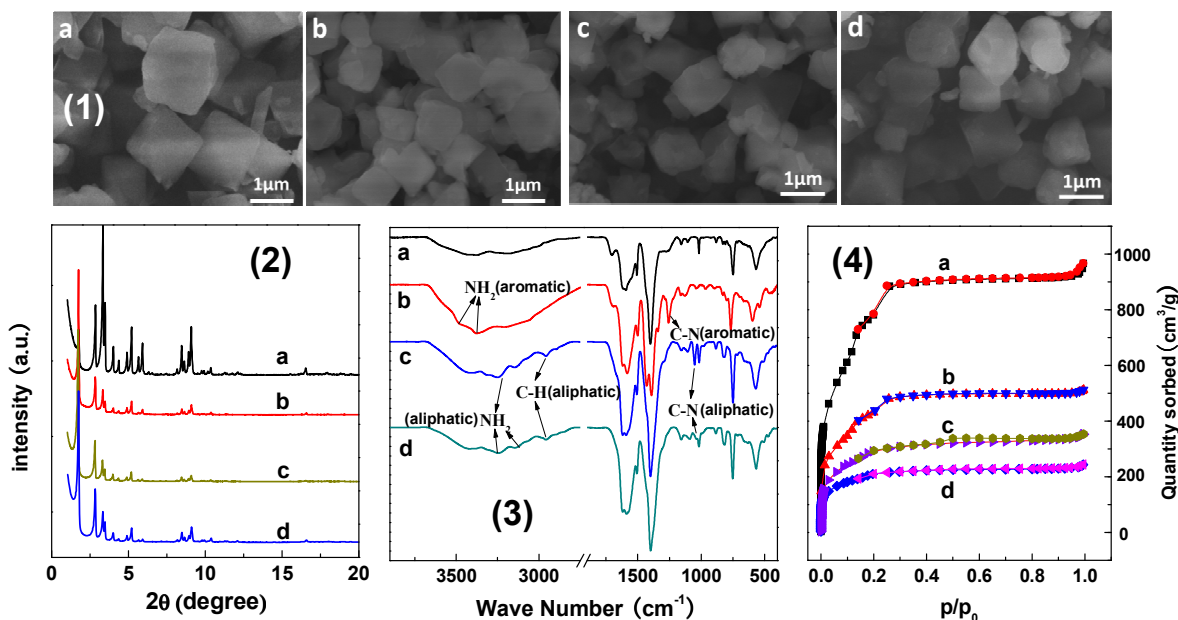 a
b
c
d
(1)
1μm
1μm
1μm
1μm
(2)
a
b
c
d
intensity (a.u.)
0
5
10
15
20
2θ (degree)
a
b
NH2(aromatic)
C-N(aromatic)
c
C-H(aliphatic)
C-N(aliphatic)
(aliphatic)NH2
d
(3)
3500
3000
1500
1000
500
Wave Number (cm-1)
(4)
a
b
c
d
1000
800
600
400
200
0
Quantity sorbed (cm3/g)
0.0
0.2
0.4
0.6
0.8
1.0
p/p0